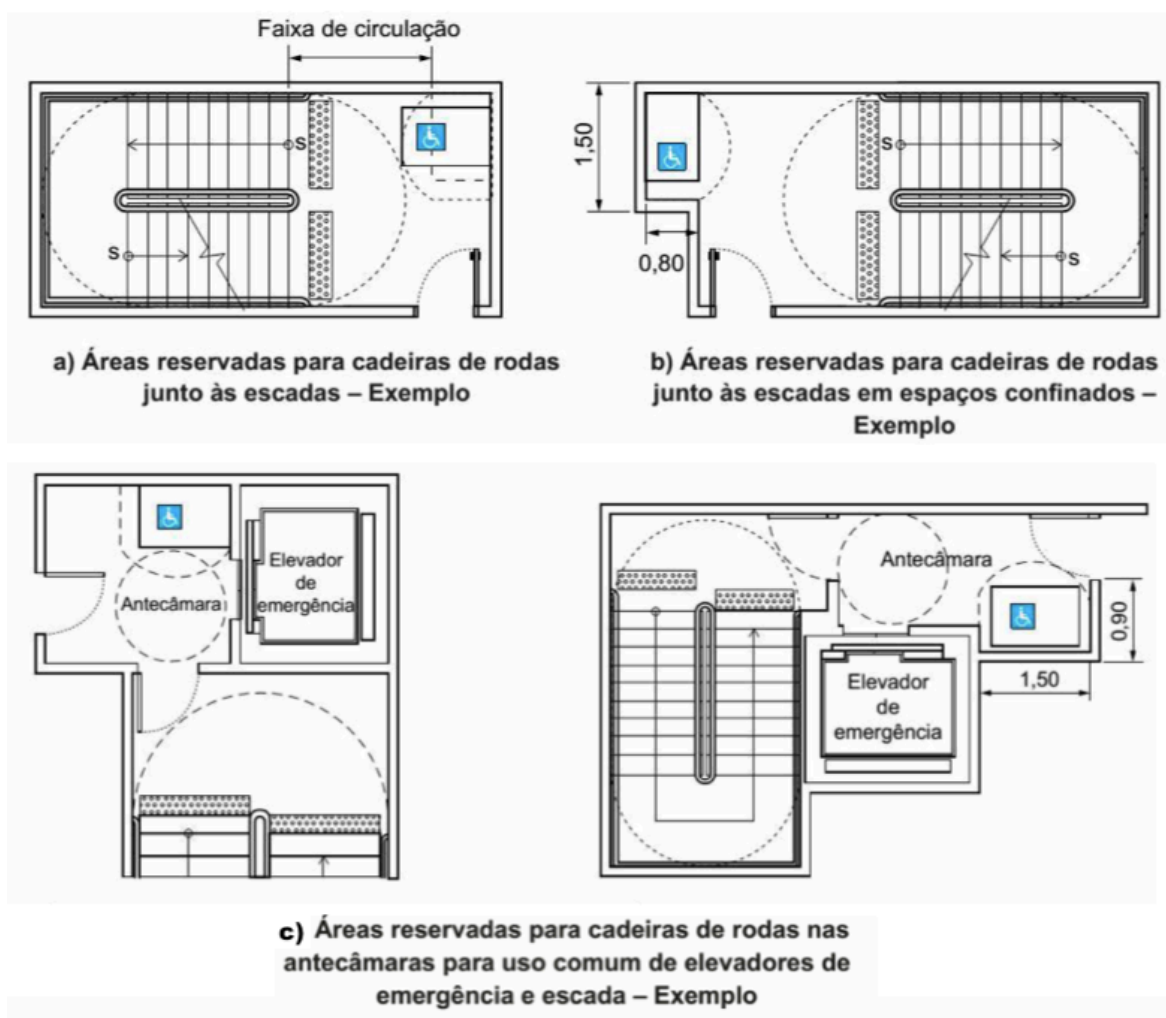 Faixa de circulação
S
S
1,50
0,80
S
S
a) Áreas reservadas para cadeiras de rodas
junto às escadas – Exemplo
b) Áreas reservadas para cadeiras de rodas
junto às escadas em espaços confinados –
Exemplo
Elevador
de
emergência
Antecâmara
Antecâmara
0,90
1,50
Elevador
de
emergência
c) Áreas reservadas para cadeiras de rodas nas
antecâmaras para uso comum de elevadores de
emergência e escada – Exemplo